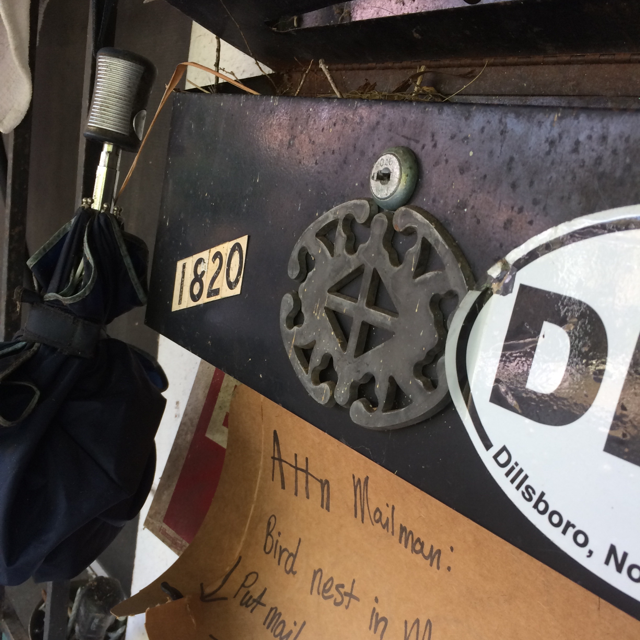 1820
D
Dillsboro, No
Attn Mailman:
Bird nest in M
Put mail